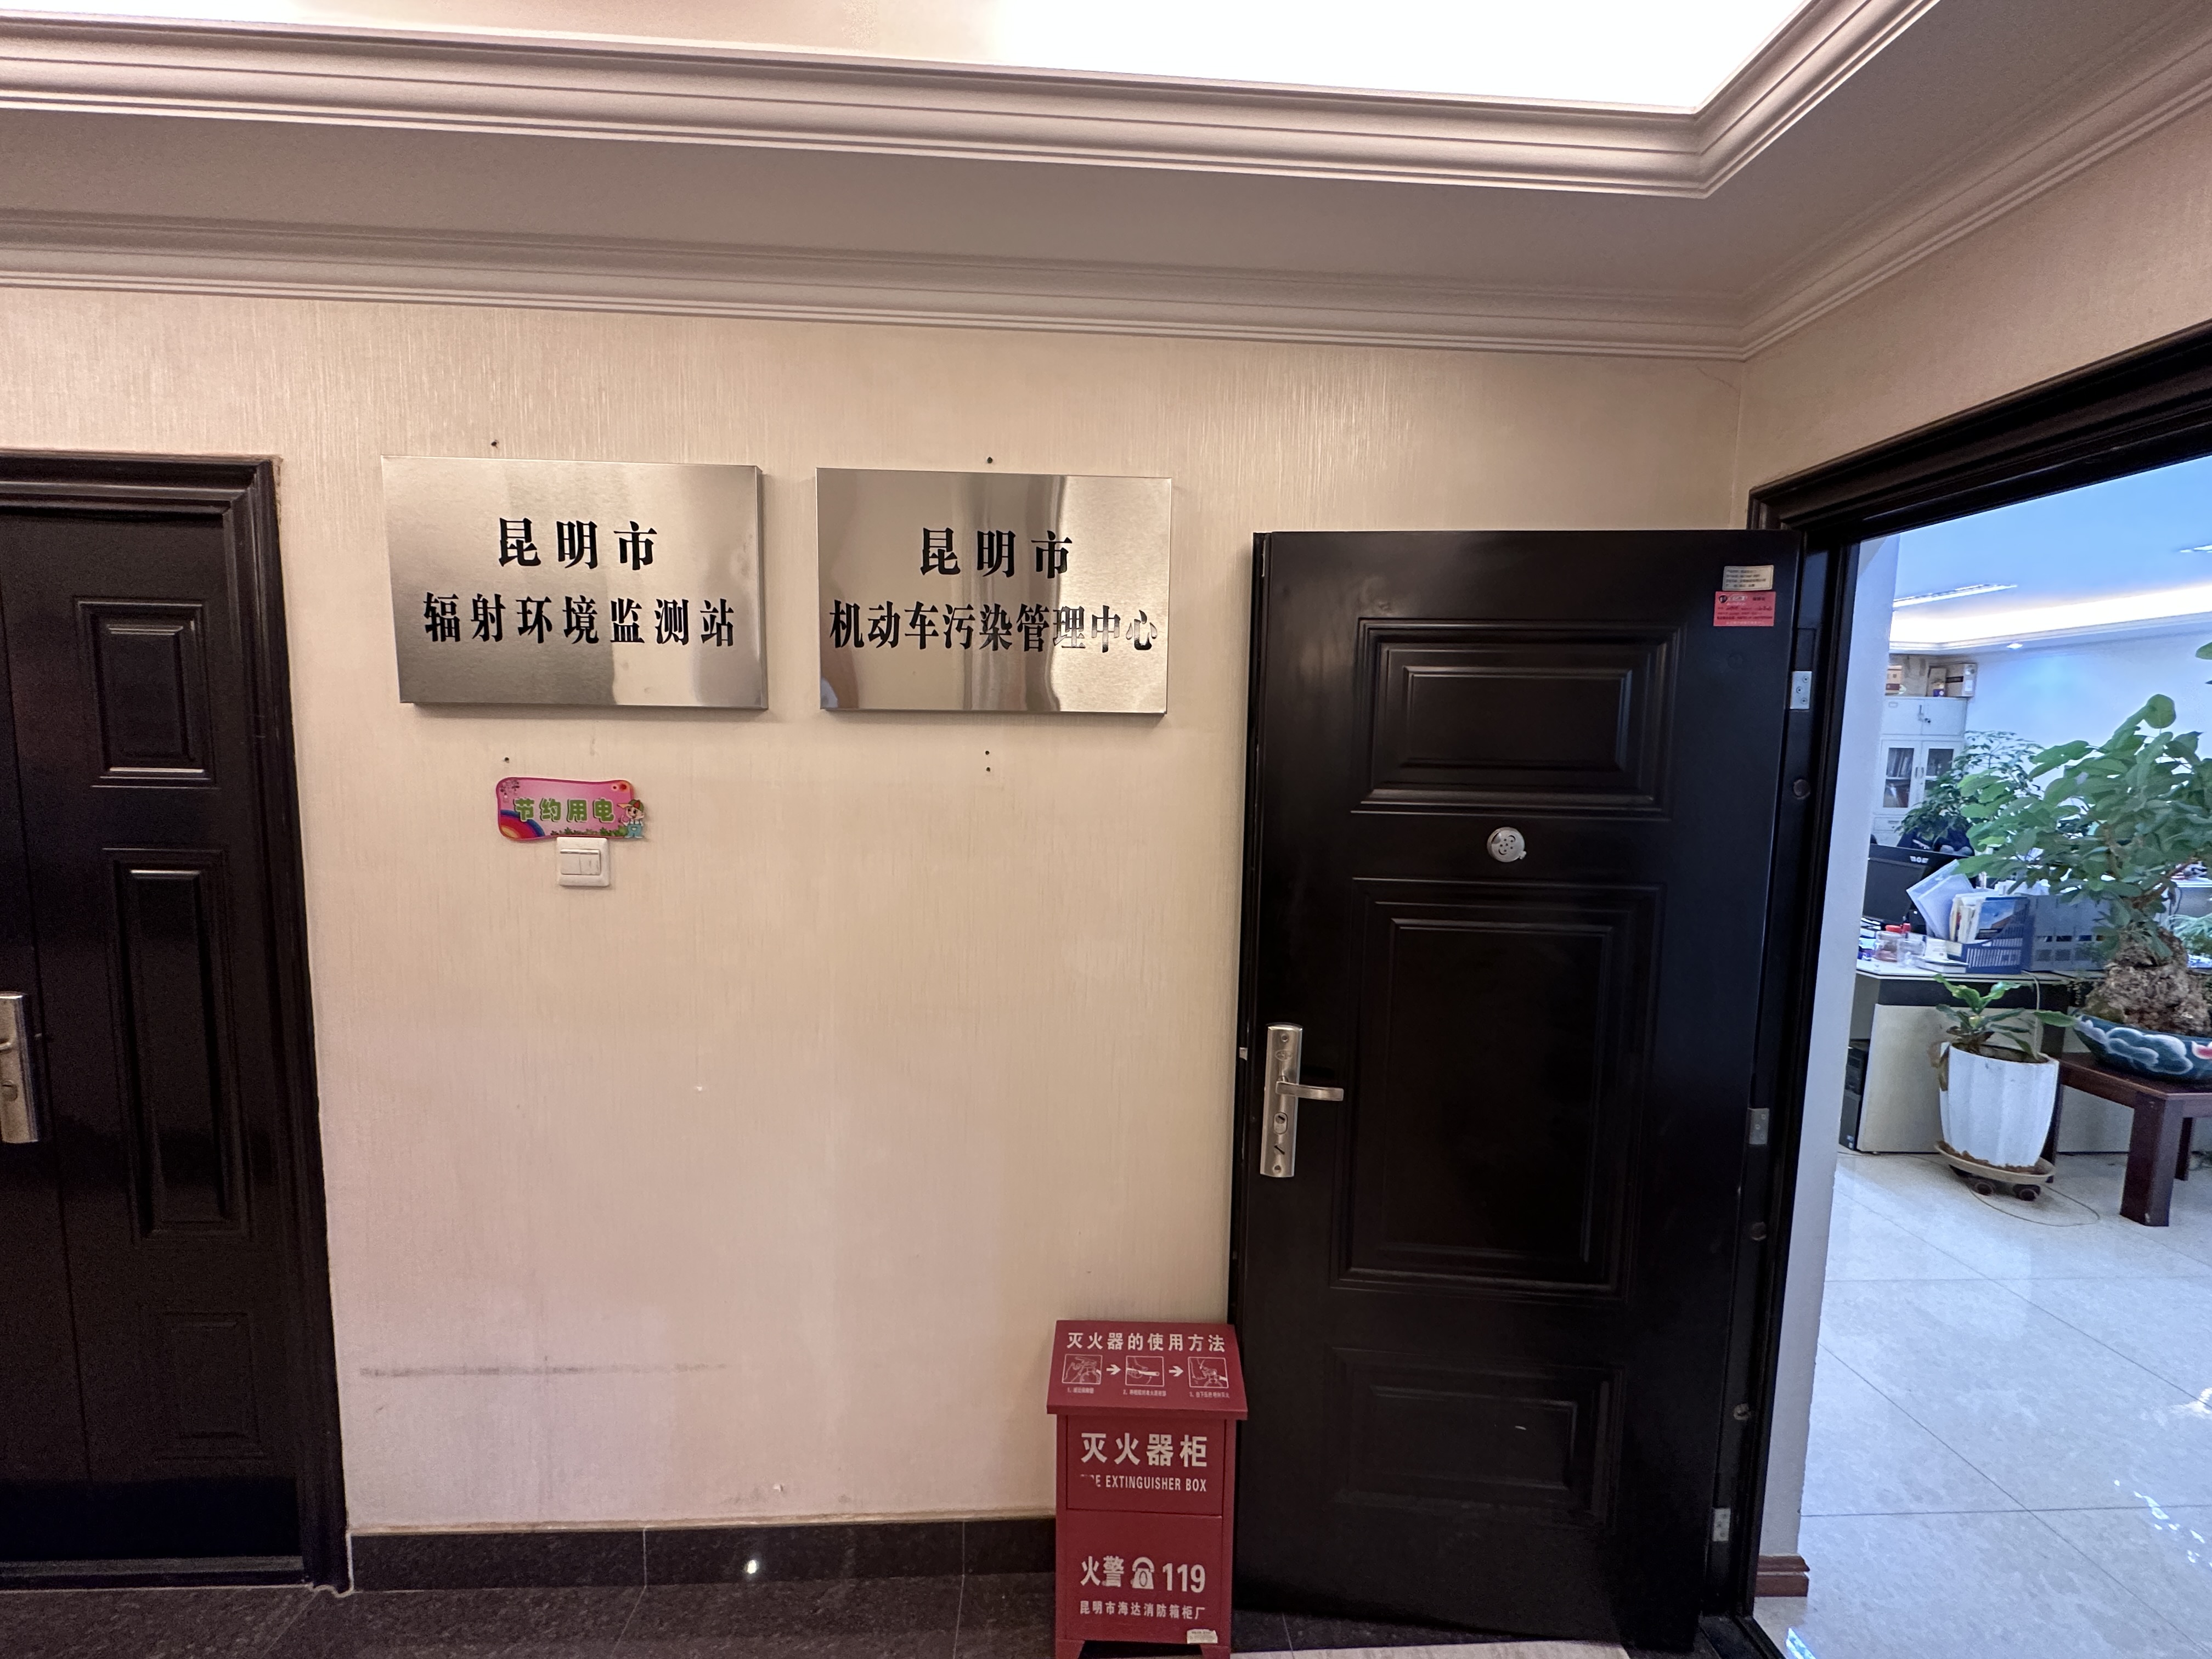 昆明市
辐射环境监测站
昆明市
机动车污染管理中心
节约用电
灭火器的使用方法
灭火器柜
EXTINGUISHER BOX
火警 119
昆明市海达消防箱柜厂